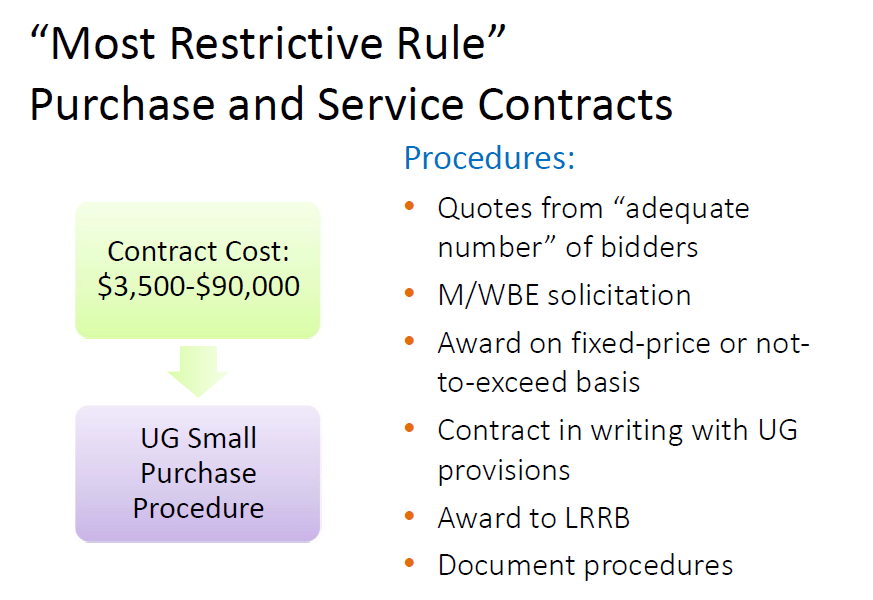 “Most Restrictive Rule”
Purchase and Service Contracts
Contract Cost:
$3,500-$90,000
UG Small
Purchase
Procedure
Procedures:
• Quotes from “adequate
number” of bidders
• M/WBE solicitation
• Award on fixed-price or not-
to-exceed basis
• Contract in writing with UG
provisions
• Award to LRRB
• Document procedures